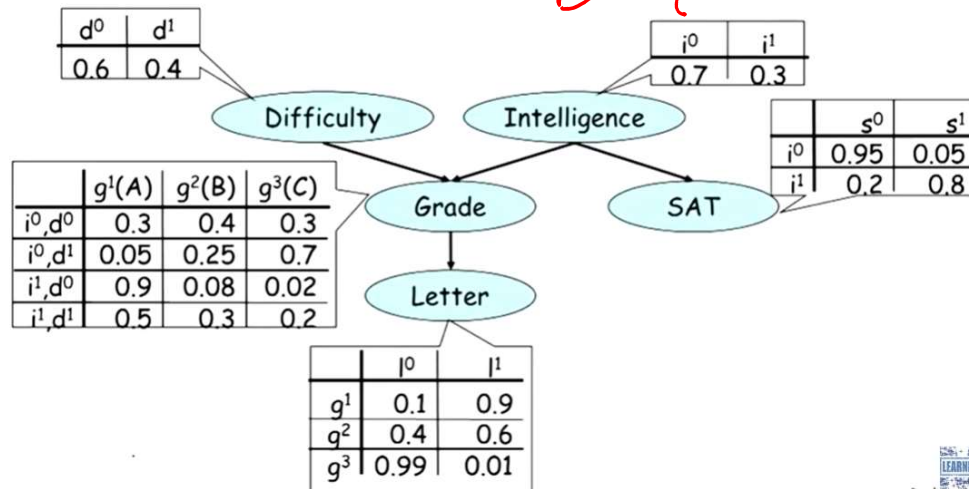 d⁰ d¹
0.6 0.4
i⁰ i¹
0.7 0.3
Difficulty
Intelligence
s⁰ s¹
i⁰ 0.95 0.05
i¹ 0.2 0.8
g¹(A) g²(B) g³(C)
i⁰,d⁰ 0.3 0.4 0.3
i⁰,d¹ 0.05 0.25 0.7
i¹,d⁰ 0.9 0.08 0.02
i¹,d¹ 0.5 0.3 0.2
Grade
SAT
Letter
l⁰ l¹
g¹ 0.1 0.9
g² 0.4 0.6
g³ 0.99 0.01